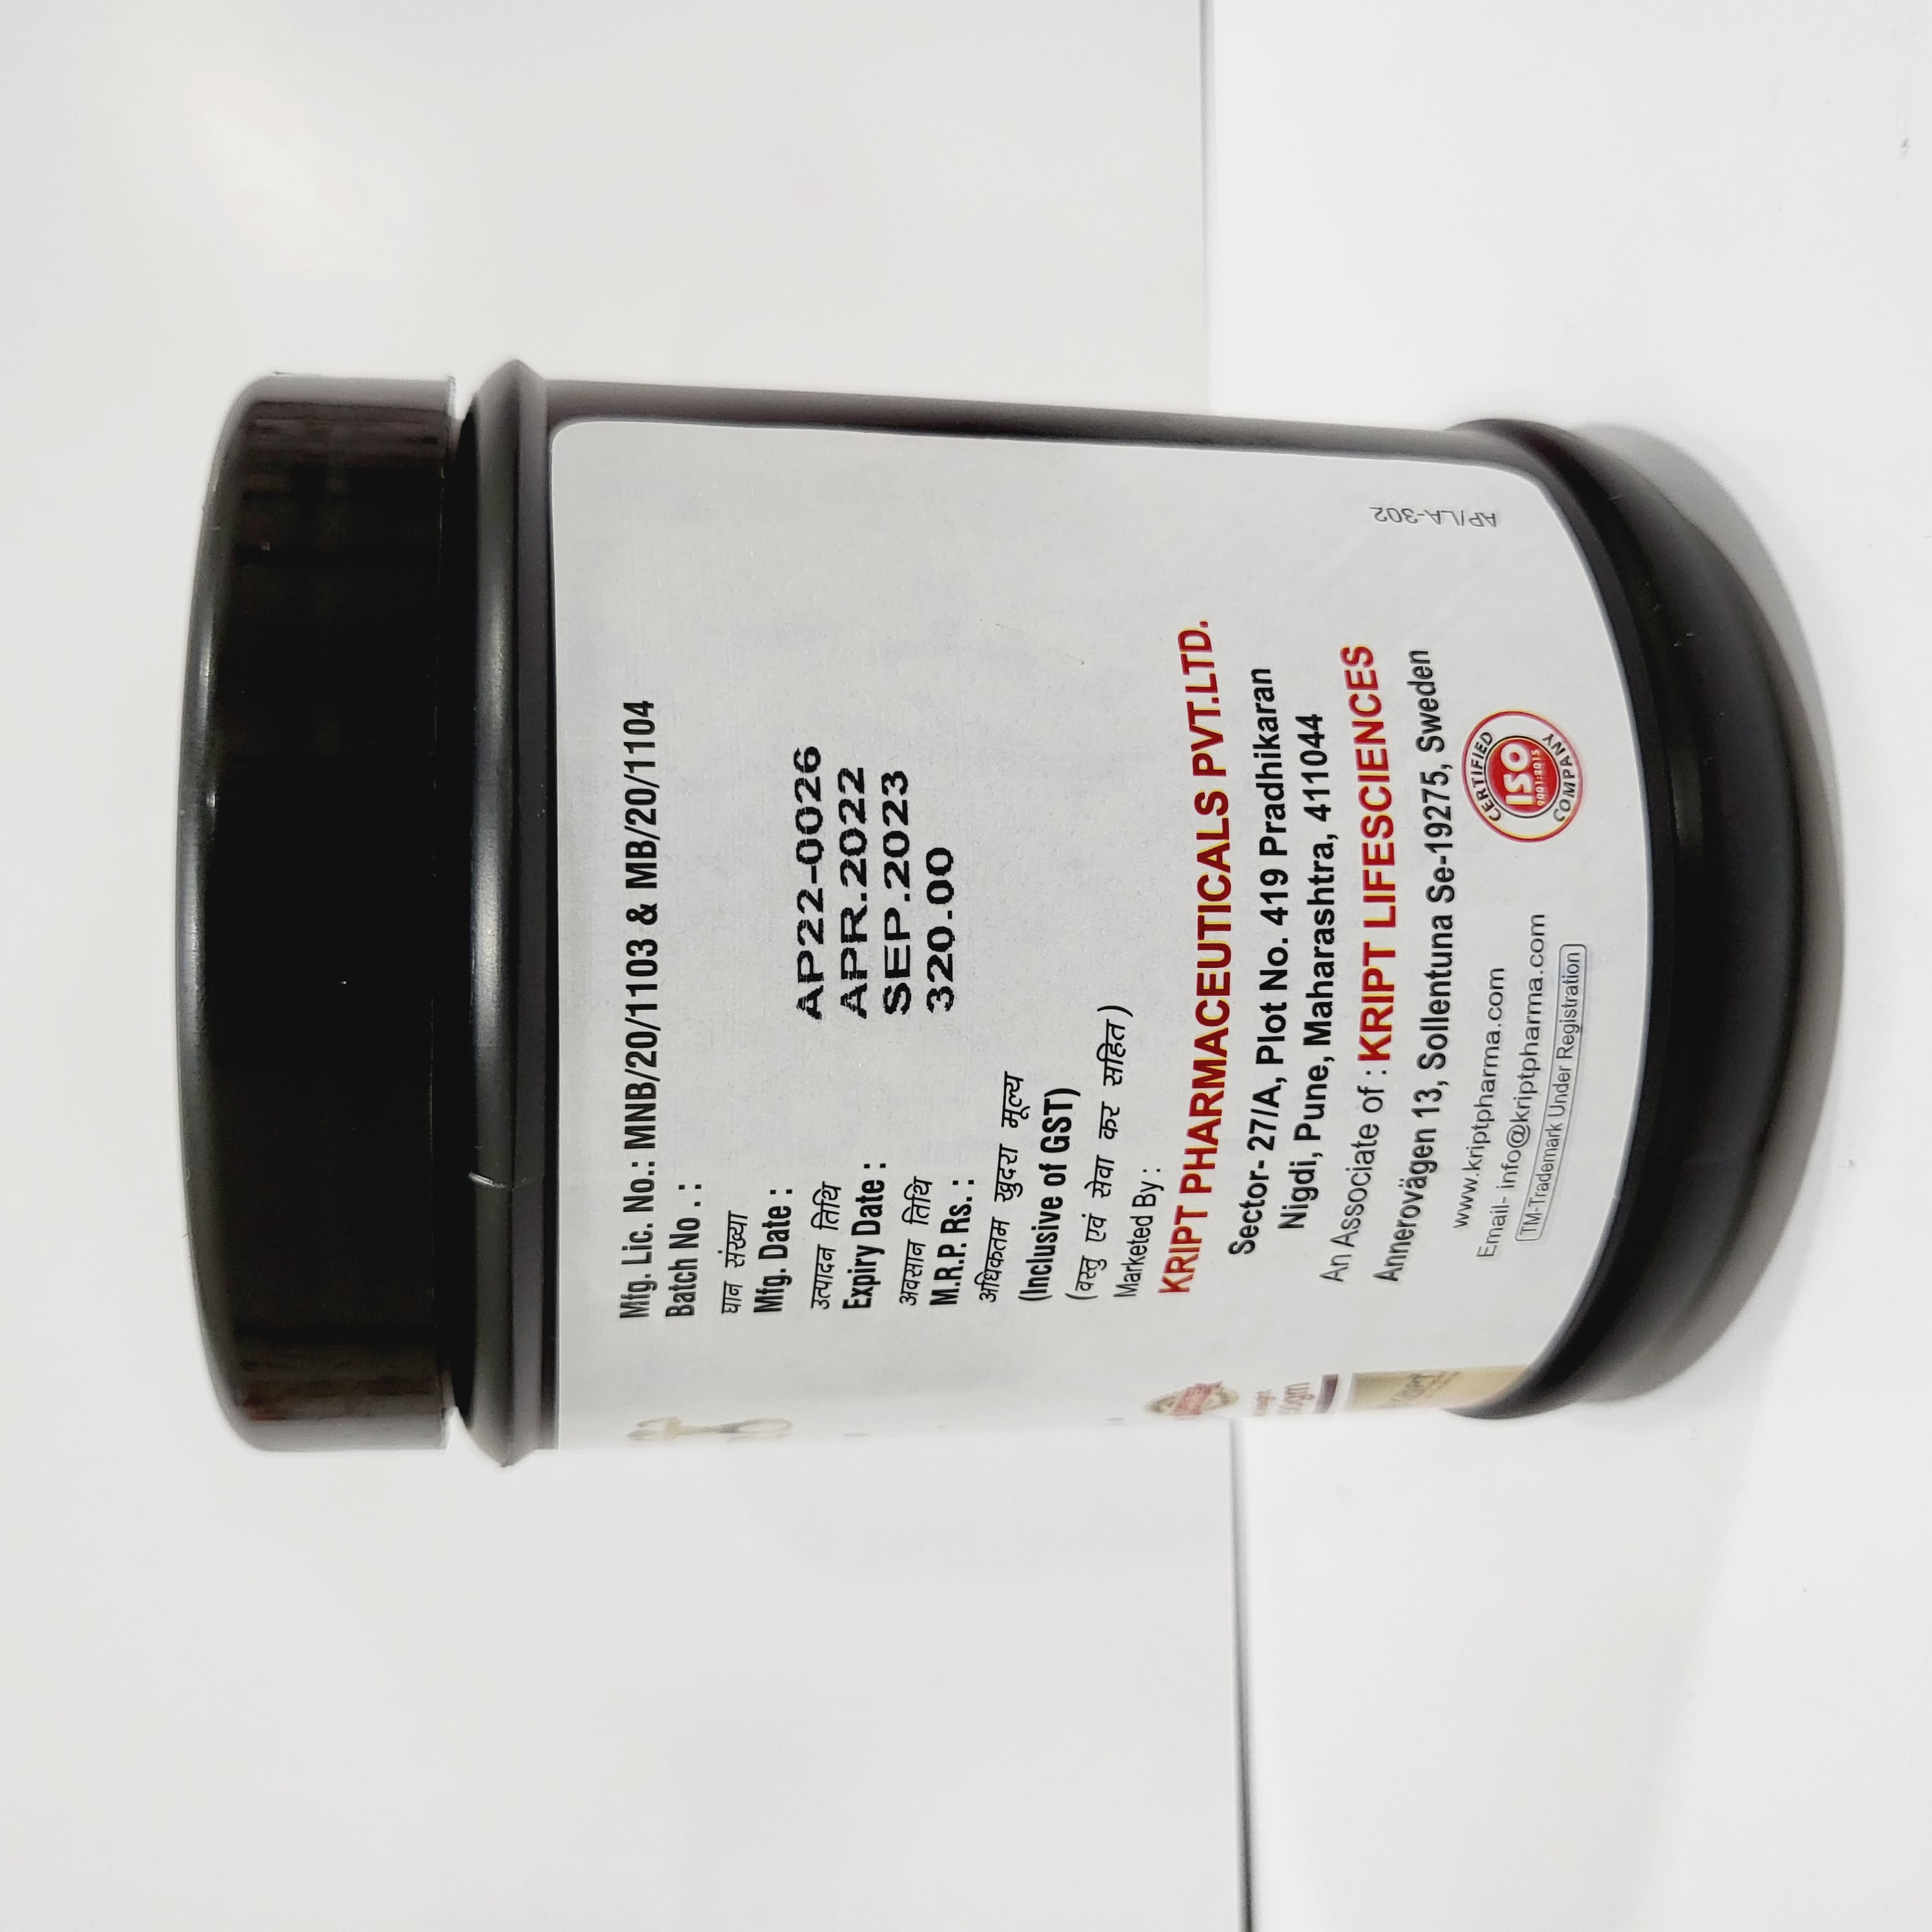 Mfg. Lic. No.: MNB/20/1103 & MB/20/1104
Batch No . :
घान संख्या
Mfg. Date :
उत्पादन तिथि
Expiry Date :
अवसान तिथि
M.R.P. Rs. :
अधिकतम खुदरा मूल्य
(Inclusive of GST)
(वस्तु एवं सेवा कर सहित)
AP22-0026
APR.2022
SEP.2023
320.00
Marketed By :
KRIPT PHARMACEUTICALS PVT.LTD.
Sector- 27/A, Plot No. 419 Pradhikaran
Nigdi, Pune, Maharashtra, 411044
An Associate of : KRIPT LIFESCIENCES
Annerovägen 13, Sollentuna Se-19275, Sweden
www.kriptpharma.com
Email- info@kriptpharma.com
TM-Trademark Under Registration
CERTIFIED
ISO
9001:2015
COMPANY
AP/LA-302